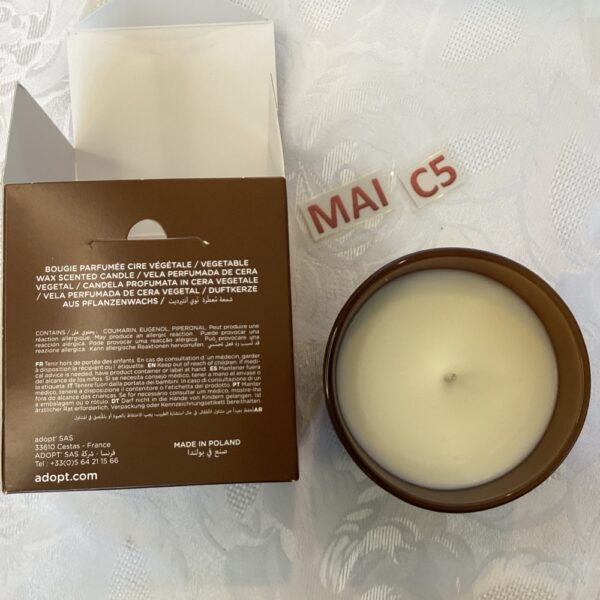 MAI C5
BOUGIE PARFUMÉE CIRE VÉGÉTALE / VEGETABLE
WAX SCENTED CANDLE / VELA PERFUMADA DE CERA
VEGETAL / CANDELA PROFUMATA IN CERA VEGETALE
/ VELA PERFUMADA DE CERA VEGETAL / DUFTKERZE
AUS PFLANZENWACHS / شمعة مُعطّرة
CONTAINS / يحتوي على : COUMARIN, EUGENOL, PIPERONAL. Peut produire une
réaction allergique. May produce an allergic reaction. Puede provocar una
reacción alérgica. Pode provocar uma reacção alérgica. Può provocare una
reazione allergica. Kann allergische Reaktionen hervorrufen.
FR Tenir hors de portée des enfants. En cas de consultation d'un médecin, garder
à disposition le récipient ou l'étiquette. EN Keep out of reach of children. If medi-
cal advice is needed, have product container or label at hand. ES Mantener fuera
del alcance de los niños. Si se necesita consejo médico, tener a mano el envase o
la etiqueta IT Tenere fuori dalla portata dei bambini. In caso di consultazione di un
medico, tenere a disposizione il contenitore o l'etichetta del prodotto PT Manter
fora do alcance das crianças. Se for necessário consultar um médico, mostre-lhe
a embalagem ou o rótulo DT Darf nicht in die Hände von Kindern gelangen. Ist
ärztlicher Rat erforderlich, Verpackung oder Kennzeichnungsetikett bereithalten
adopt' SAS
33610 Cestas - France
ADOPT' SAS شركة - فرنسا
Tel : +33(0)5 64 21 15 66
adopt.com
MADE IN POLAND
صنع في بولندا